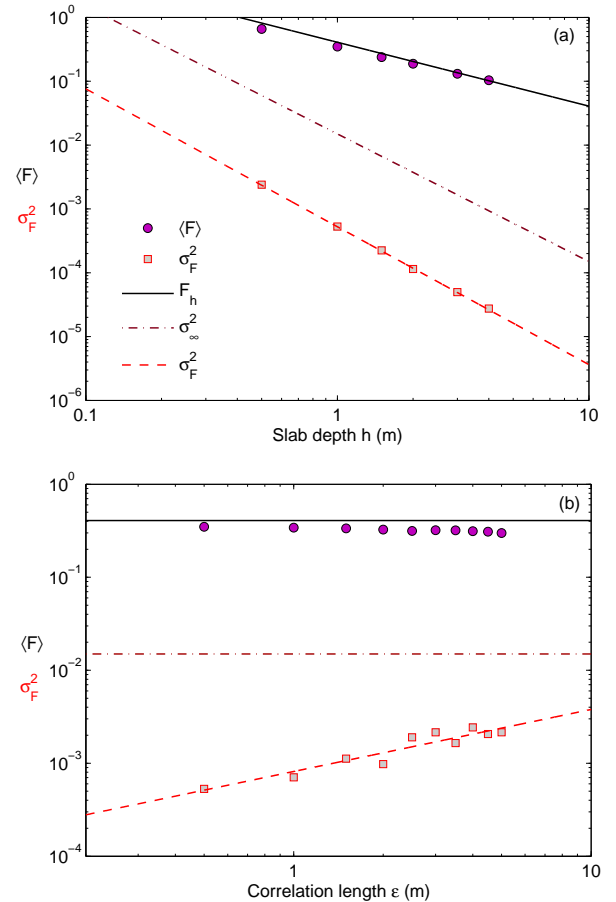 (a)
10^0
10^-1
10^-2
10^-3
10^-4
10^-5
10^-6
⟨F⟩
σ_F^2
⟨F⟩
σ_F^2
F_h
σ_∞^2
σ_F^2
0.1
1
10
Slab depth h (m)
(b)
10^0
10^-1
10^-2
10^-3
10^-4
⟨F⟩
σ_F^2
1
10
Correlation length ε (m)